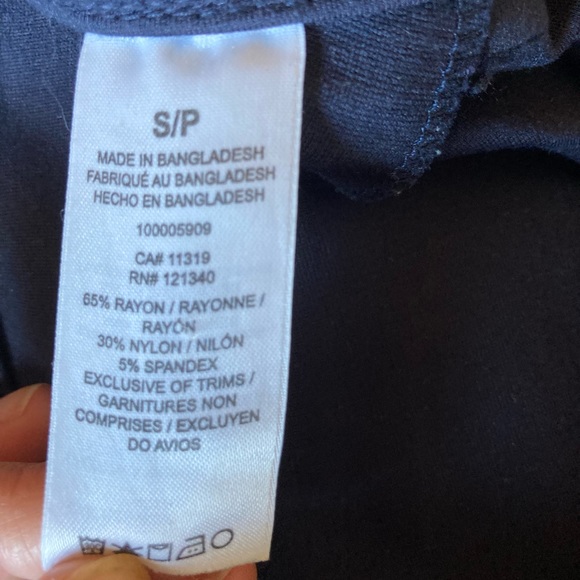 S/P
MADE IN BANGLADESH
FABRIQUÉ AU BANGLADESH
HECHO EN BANGLADESH
100005909
CA# 11319
RN# 121340
65% RAYON / RAYONNE /
RAYÓN
30% NYLON / NILÓN
5% SPANDEX
EXCLUSIVE OF TRIMS /
GARNITURES NON
COMPRISES / EXCLUYEN
DO AVIOS